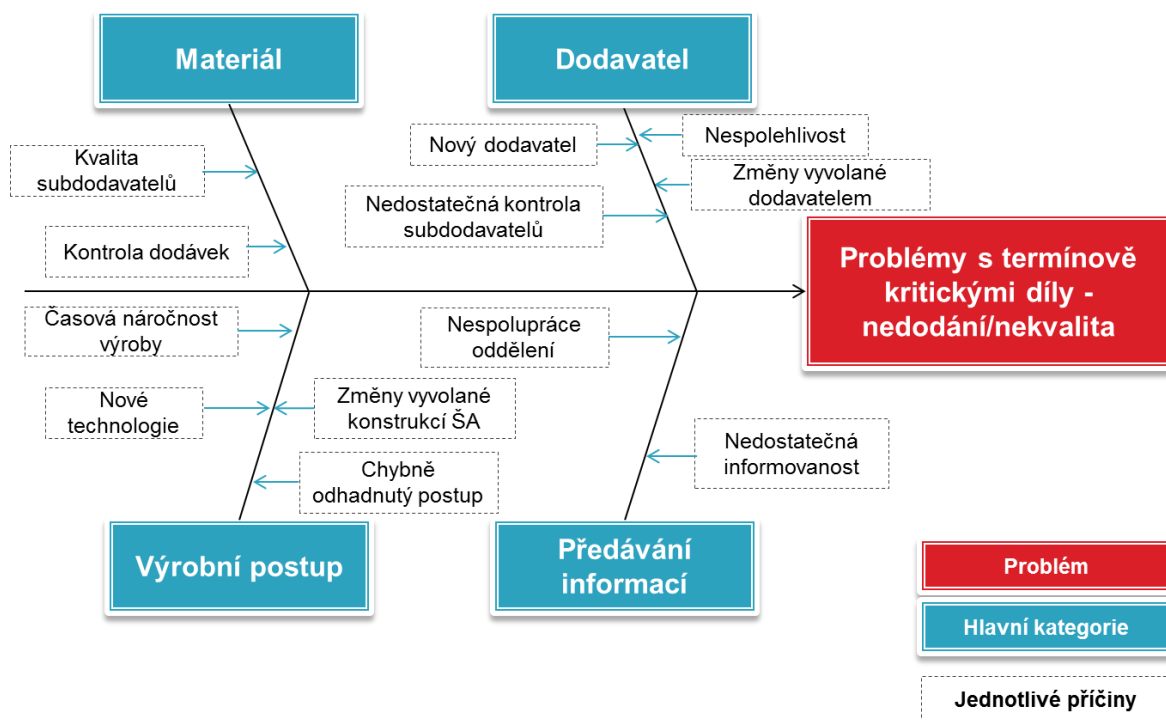 Materiál
Dodavatel
Kvalita
subdodavatelů
Kontrola dodávek
Nový dodavatel
Nespolehlivost
Změny vyvolané
dodavatelem
Nedostatečná kontrola
subdodavatelů
Problémy s termínově
kritickými díly -
nedodání/nekvalita
Časová náročnost
výroby
Nové
technologie
Změny vyvolané
konstrukcí ŠA
Chybně
odhadnutý postup
Nespolupráce
oddělení
Nedostatečná
informovanost
Výrobní postup
Předávání
informací
Problém
Hlavní kategorie
Jednotlivé příčiny